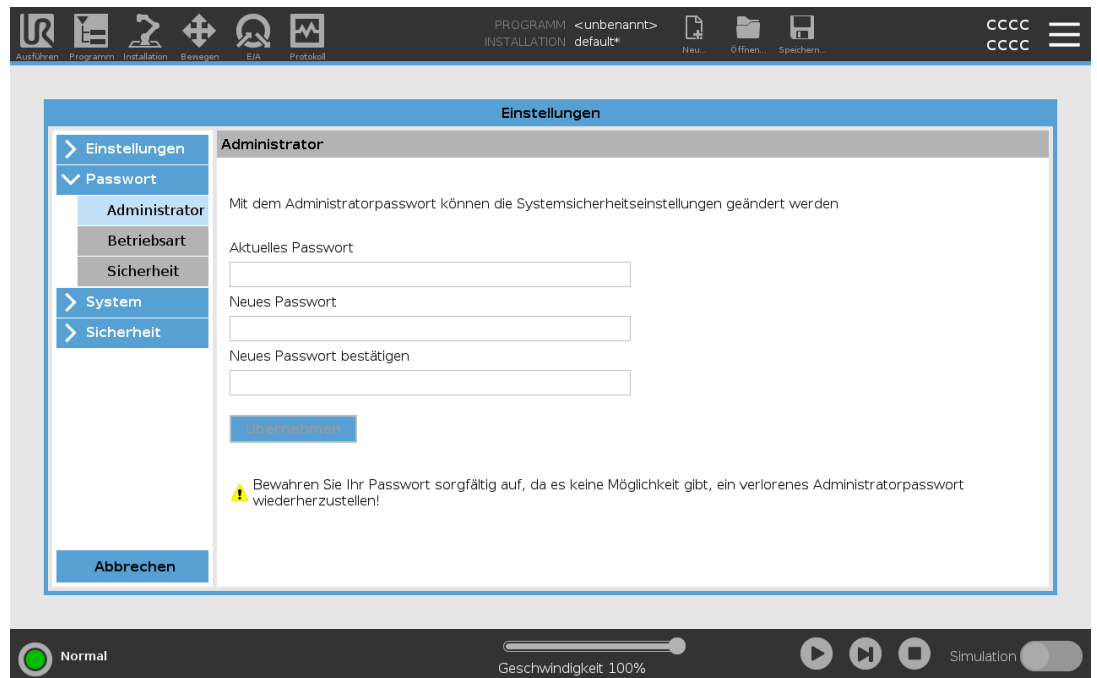 PROGRAMM <unbenannt>
INSTALLATION default*
CCCC
CCCC
Ausführen Programm Installation Bewegen E/A Protokoll
Neu... Öffnen... Speichern...
Einstellungen
Einstellungen
Passwort
Administrator
Betriebsart
Sicherheit
System
Sicherheit
Abbrechen
Administrator
Mit dem Administratorpasswort können die Systemsicherheitseinstellungen geändert werden
Aktuelles Passwort
Neues Passwort
Neues Passwort bestätigen
Übernehmen
Bewahren Sie Ihr Passwort sorgfältig auf, da es keine Möglichkeit gibt, ein verlorenes Administratorpasswort
wiederherzustellen!
Normal
Geschwindigkeit 100%
Simulation